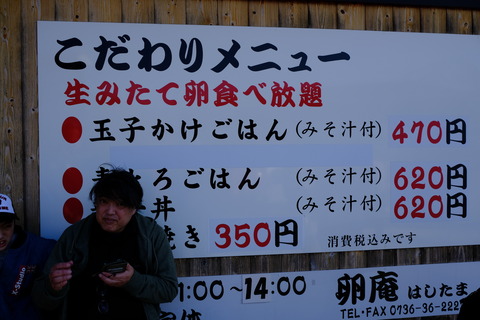 こだわりメニュー
生みたて卵食べ放題
玉子かけごはん (みそ汁付) 470円
ろごはん (みそ汁付) 620円
丼 (みそ汁付) 620円
き 350円 消費税込みです
1:00~14:00
卵庵 はしたま
TEL・FAX 0736-36-222